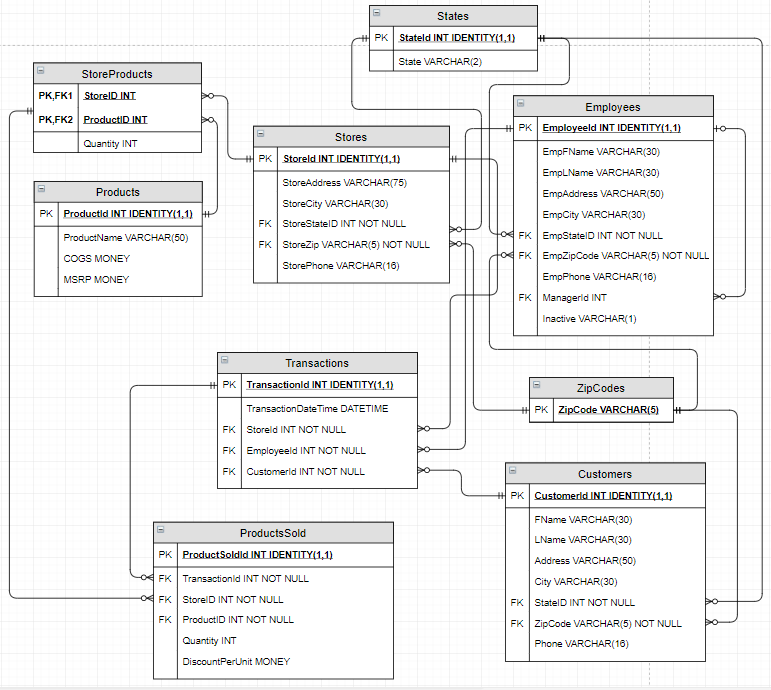 States
PK StateId INT IDENTITY(1,1)
State VARCHAR(2)
StoreProducts
PK,FK1 StoreID INT
PK,FK2 ProductID INT
Quantity INT
Employees
PK EmployeeId INT IDENTITY(1,1)
EmpFName VARCHAR(30)
EmpLName VARCHAR(30)
EmpAddress VARCHAR(50)
EmpCity VARCHAR(30)
FK EmpStateID INT NOT NULL
FK EmpZipCode VARCHAR(5) NOT NULL
EmpPhone VARCHAR(16)
FK ManagerId INT
Inactive VARCHAR(1)
Stores
PK StoreId INT IDENTITY(1,1)
StoreAddress VARCHAR(75)
StoreCity VARCHAR(30)
FK StoreStateID INT NOT NULL
FK StoreZip VARCHAR(5) NOT NULL
StorePhone VARCHAR(16)
Products
PK ProductId INT IDENTITY(1,1)
ProductName VARCHAR(50)
COGS MONEY
MSRP MONEY
Transactions
PK TransactionId INT IDENTITY(1,1)
TransactionDateTime DATETIME
FK StoreId INT NOT NULL
FK EmployeeId INT NOT NULL
FK CustomerId INT NOT NULL
ZipCodes
PK ZipCode VARCHAR(5)
Customers
PK CustomerId INT IDENTITY(1,1)
FName VARCHAR(30)
LName VARCHAR(30)
Address VARCHAR(50)
City VARCHAR(30)
FK StateID INT NOT NULL
FK ZipCode VARCHAR(5) NOT NULL
Phone VARCHAR(16)
ProductsSold
PK ProductSoldId INT IDENTITY(1,1)
FK TransactionId INT NOT NULL
FK StoreID INT NOT NULL
FK ProductID INT NOT NULL
Quantity INT
DiscountPerUnit MONEY